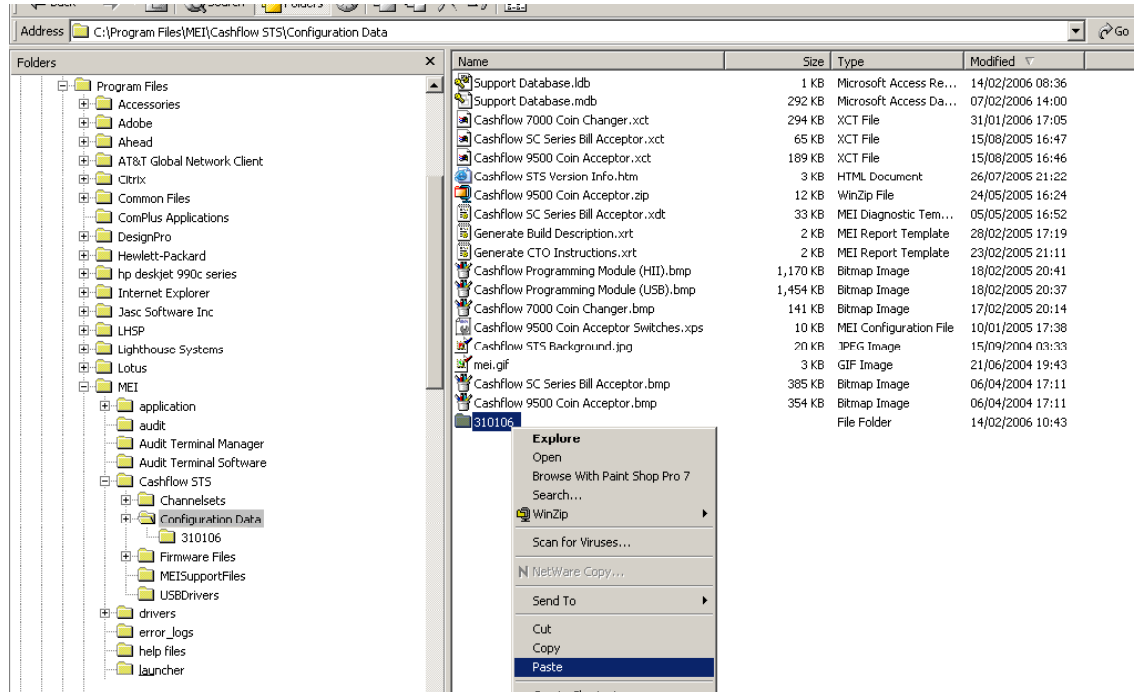 Back Search Folders
Address C:\Program Files\MEI\Cashflow STS\Configuration Data Go
Folders x
Program Files
Accessories
Adobe
Ahead
AT&T Global Network Client
Citrix
Common Files
ComPlus Applications
DesignPro
Hewlett-Packard
hp deskjet 990c series
Internet Explorer
Jasc Software Inc
LHSP
Lighthouse Systems
Lotus
MEI
application
audit
Audit Terminal Manager
Audit Terminal Software
Cashflow STS
Channelsets
Configuration Data
310106
Firmware Files
MEISupportFiles
USBDrivers
drivers
error_logs
help files
launcher
Name Size Type Modified
Support Database.ldb 1 KB Microsoft Access Re... 14/02/2006 08:36
Support Database.mdb 292 KB Microsoft Access Da... 07/02/2006 14:00
Cashflow 7000 Coin Changer.xct 294 KB XCT File 31/01/2006 17:05
Cashflow SC Series Bill Acceptor.xct 65 KB XCT File 15/08/2005 16:47
Cashflow 9500 Coin Acceptor.xct 189 KB XCT File 15/08/2005 16:46
Cashflow STS Version Info.htm 3 KB HTML Document 26/07/2005 21:22
Cashflow 9500 Coin Acceptor.zip 12 KB WinZip File 24/05/2005 16:24
Cashflow SC Series Bill Acceptor.xdt 33 KB MEI Diagnostic Tem... 05/05/2005 16:52
Generate Build Description.xrt 2 KB MEI Report Template 28/02/2005 17:19
Generate CTO Instructions.xrt 2 KB MEI Report Template 23/02/2005 21:11
Cashflow Programming Module (HII).bmp 1,170 KB Bitmap Image 18/02/2005 20:41
Cashflow Programming Module (USB).bmp 1,454 KB Bitmap Image 18/02/2005 20:37
Cashflow 7000 Coin Changer.bmp 141 KB Bitmap Image 17/02/2005 20:14
Cashflow 9500 Coin Acceptor Switches.xps 10 KB MEI Configuration File 10/01/2005 17:38
Cashflow STS Background.jpg 20 KB JPEG Image 15/09/2004 03:33
mei.gif 3 KB GIF Image 21/06/2004 19:43
Cashflow SC Series Bill Acceptor.bmp 385 KB Bitmap Image 06/04/2004 17:11
Cashflow 9500 Coin Acceptor.bmp 354 KB Bitmap Image 06/04/2004 17:11
310106 File Folder 14/02/2006 10:43
Explore
Open
Browse With Paint Shop Pro 7
Search...
WinZip
Scan for Viruses...
NetWare Copy...
Send To
Cut
Copy
Paste